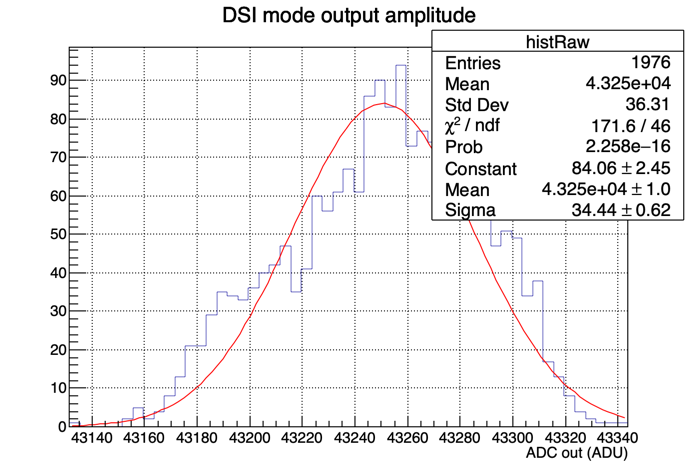 DSI mode output amplitude
histRaw
Entries 1976
Mean 4.325e+04
Std Dev 36.31
χ² / ndf 171.6 / 46
Prob 2.258e−16
Constant 84.06 ± 2.45
Mean 4.325e+04 ± 1.0
Sigma 34.44 ± 0.62
90
80
70
60
50
40
30
20
10
0
43140 43160 43180 43200 43220 43240 43260 43280 43300 43320 43340
ADC out (ADU)